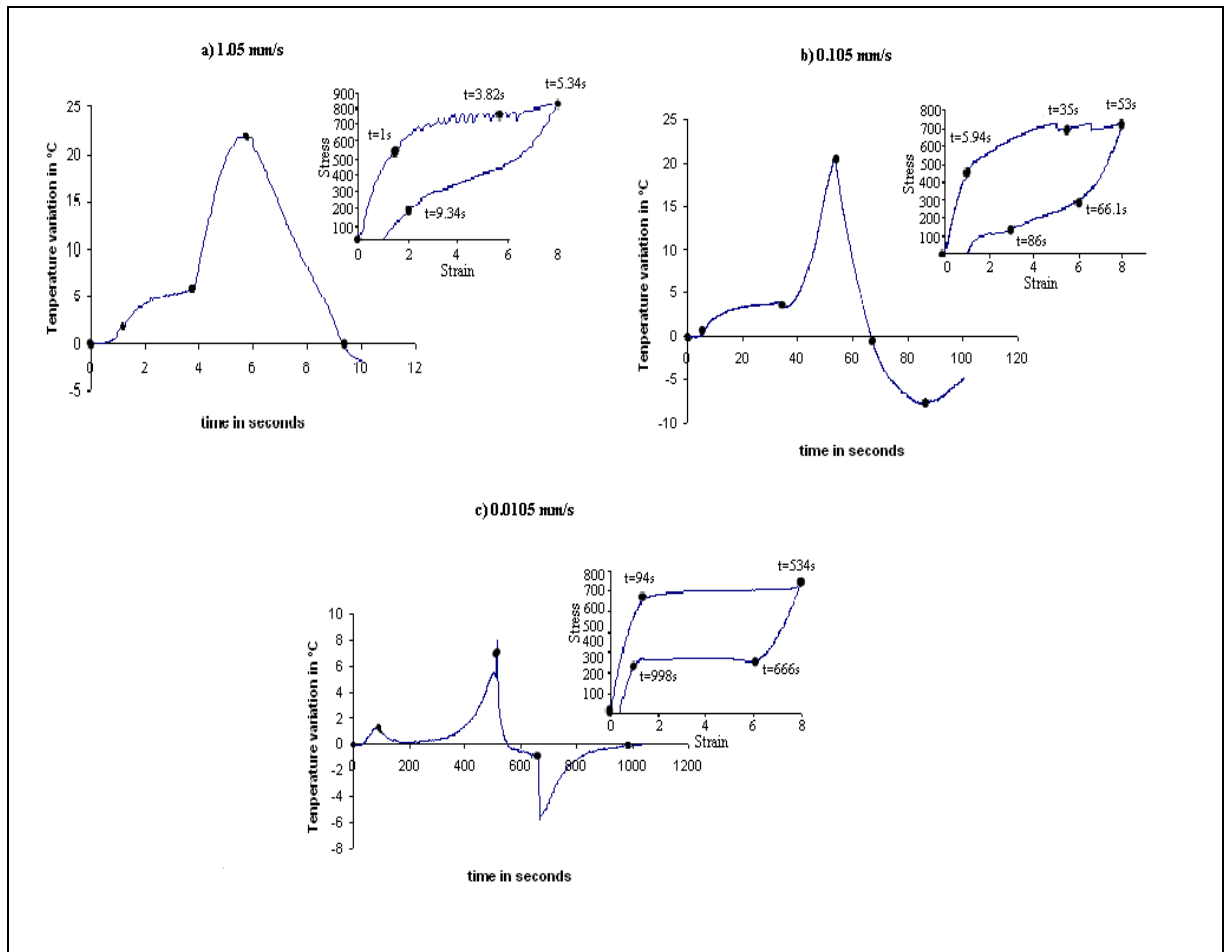 a) 1.05 mm/s
Tenperature variation in °C
25
20
15
10
5
0
-5
0 2 4 6 8 10 12
time in seconds
Stress
900
800
700
600
500
400
300
200
100
0 2 4 6 8
Strain
t=1s
t=3.82s
t=5.34s
t=9.34s
b) 0.105 mm/s
Tenperature variation in °C
25
20
15
10
5
0
-5
-10
0 20 40 60 80 100 120
time in seconds
Stress
800
700
600
500
400
300
200
100
0 2 4 6 8
Strain
t=5.94s
t=35s
t=53s
t=66.1s
t=86s
c) 0.0105 mm/s
Tenperature variation in °C
10
8
6
4
2
0
-2
-4
-6
-8
0 200 400 600 800 1000 1200
time in seconds
Stress
800
700
600
500
400
300
200
100
0 2 4 6 8
Strain
t=94s
t=534s
t=998s
t=666s